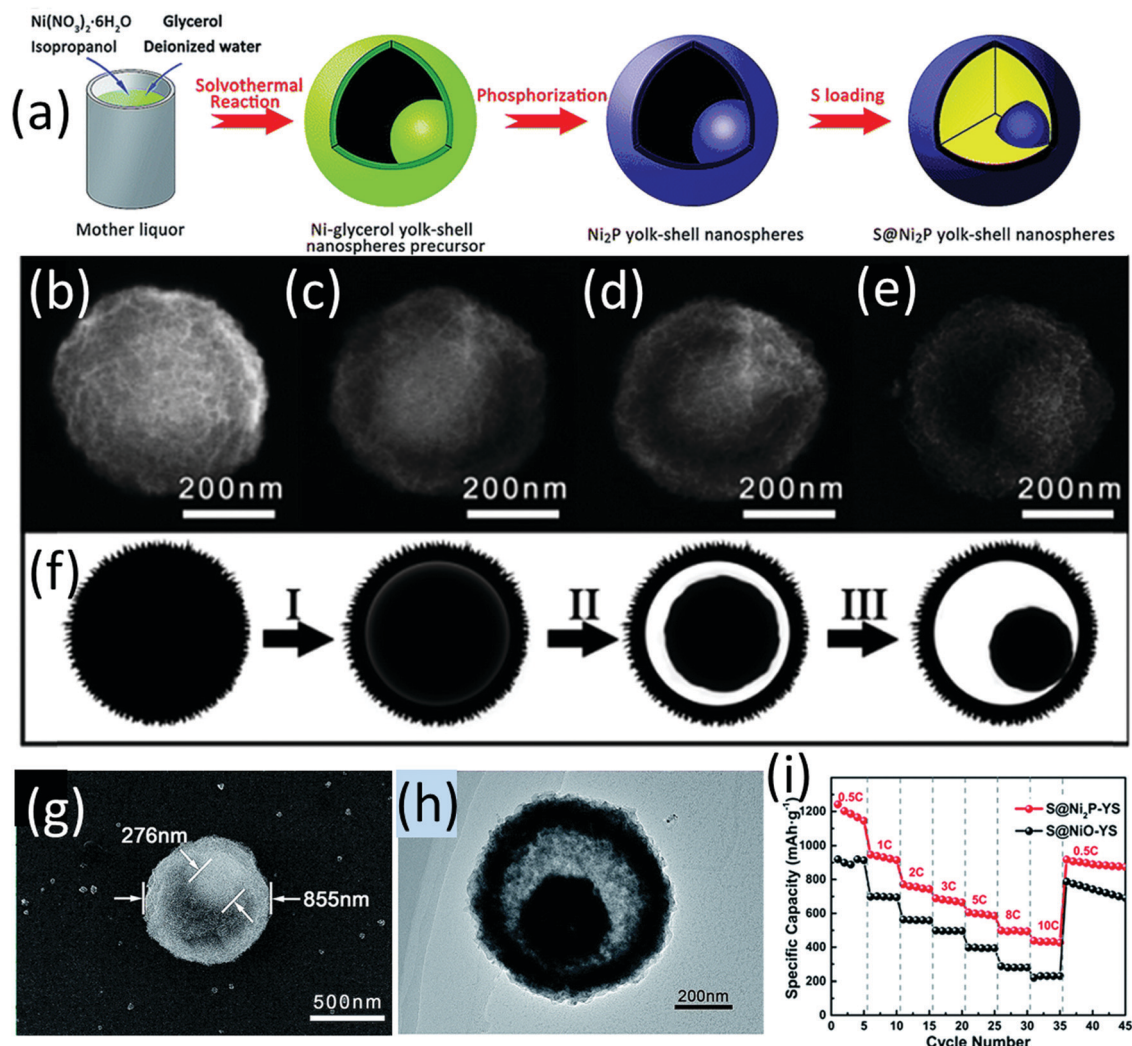 Ni(NO₃)₂·6H₂O Glycerol
Isopropanol Deionized water
(a)
Solvothermal
Reaction
Phosphorization
S loading
Mother liquor
Ni-glycerol yolk-shell
nanospheres precursor
Ni₂P yolk-shell nanospheres
S@Ni₂P yolk-shell nanospheres
(b)
200nm
(c)
200nm
(d)
200nm
(e)
200nm
(f)
I
II
III
(g)
276nm
855nm
500nm
(h)
200nm
(i)
Specific Capacity (mAh·g⁻¹)
1200
1000
800
600
400
200
0.5C
1C
2C
3C
5C
8C
10C
0.5C
S@Ni₂P-YS
S@NiO-YS
0 5 10 15 20 25 30 35 40 45
Cycle Number